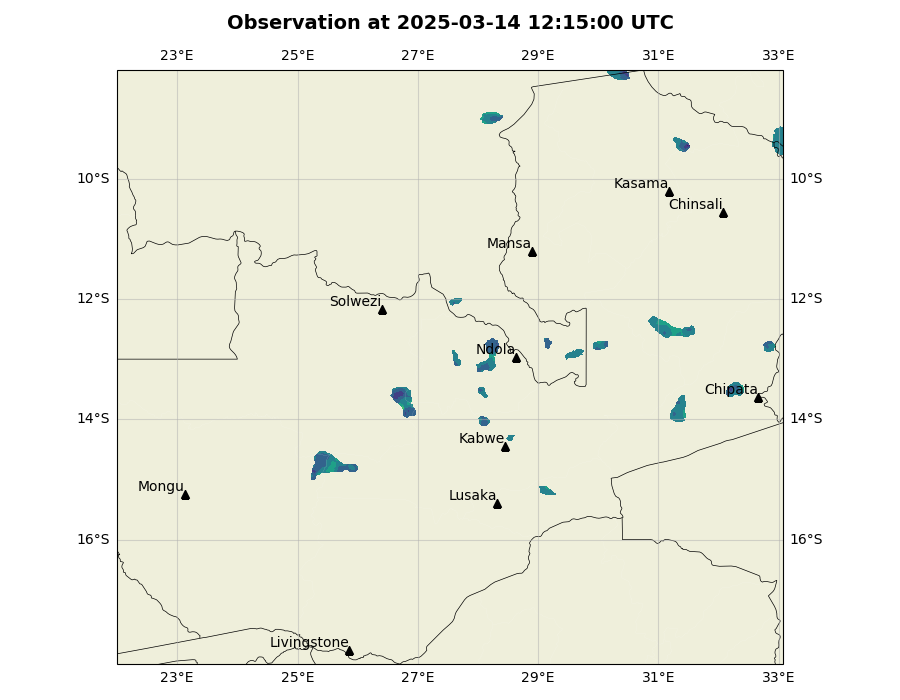 Observation at 2025-03-14 12:15:00 UTC
23°E 25°E 27°E 29°E 31°E 33°E
10°S 10°S
Kasama
Chinsali
Mansa
12°S 12°S
Solwezi
Ndola
Chipata
14°S 14°S
Kabwe
Mongu
Lusaka
16°S 16°S
Livingstone
23°E 25°E 27°E 29°E 31°E 33°E